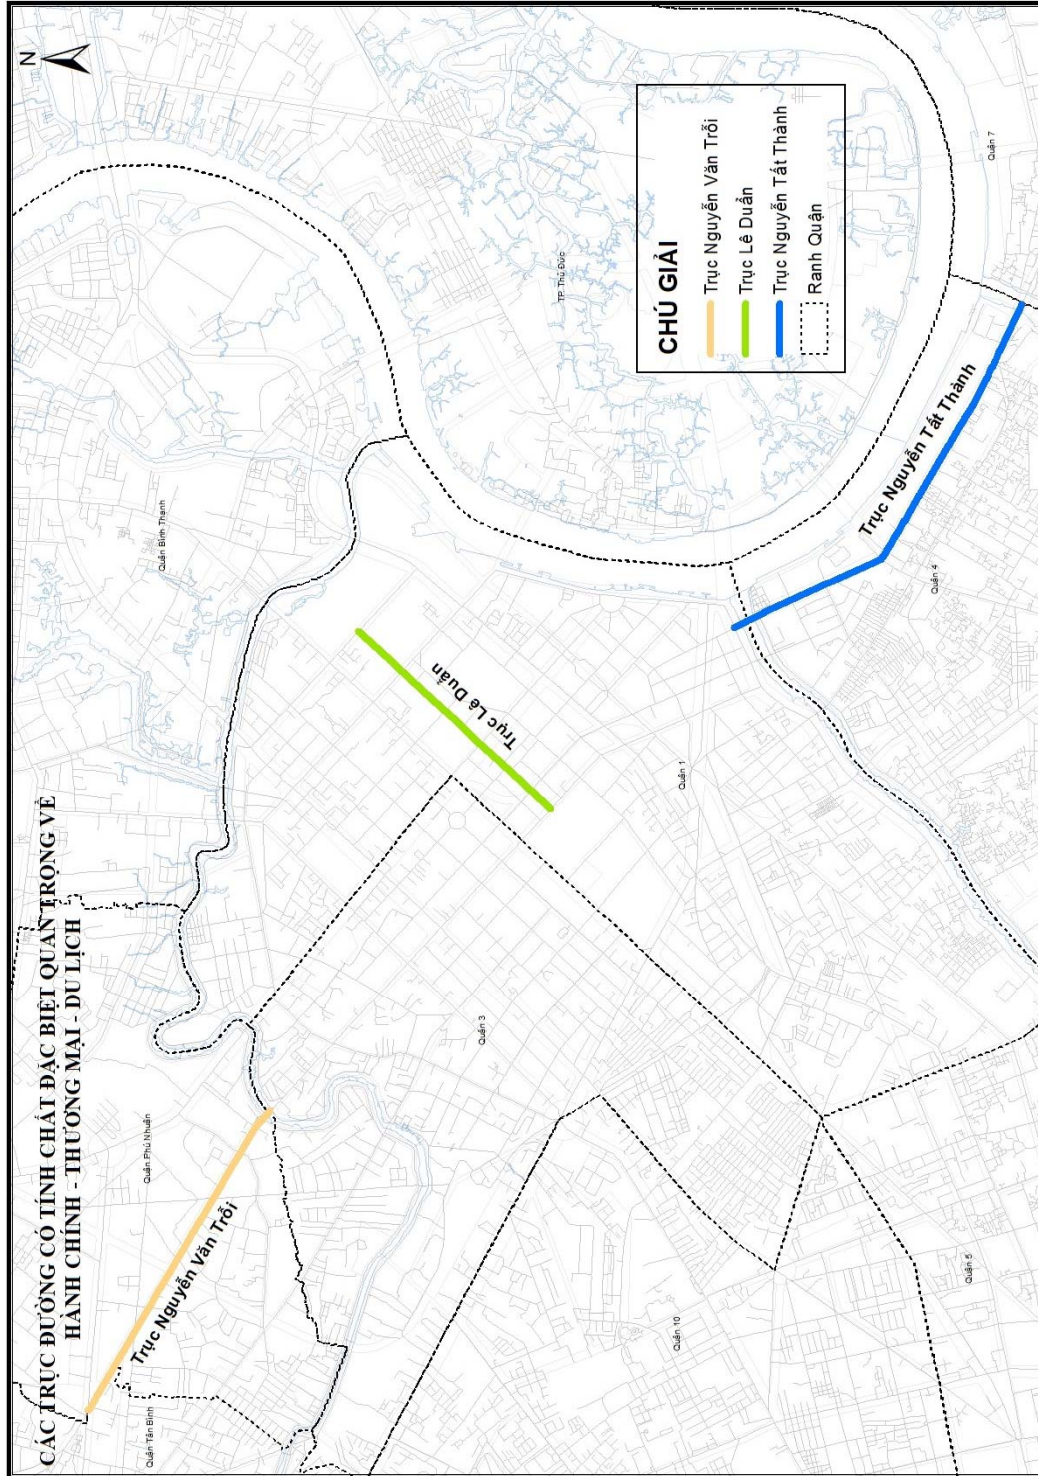 CÁC TRỤC ĐƯỜNG CÓ TÍNH CHẤT ĐẶC BIỆT QUAN TRỌNG VỀ
HÀNH CHÍNH - THƯƠNG MẠI - DU LỊCH
N
Quận Tân Bình
Trục Nguyễn Văn Trỗi
Quận Phú Nhuận
Quận Bình Thạnh
Quận 3
Trục Lê Duẩn
TP. Thủ Đức
Quận 10
Quận 1
CHÚ GIẢI
Trục Nguyễn Văn Trỗi
Trục Lê Duẩn
Trục Nguyễn Tất Thành
Ranh Quận
Quận 5
Quận 4
Trục Nguyễn Tất Thành
Quận 7